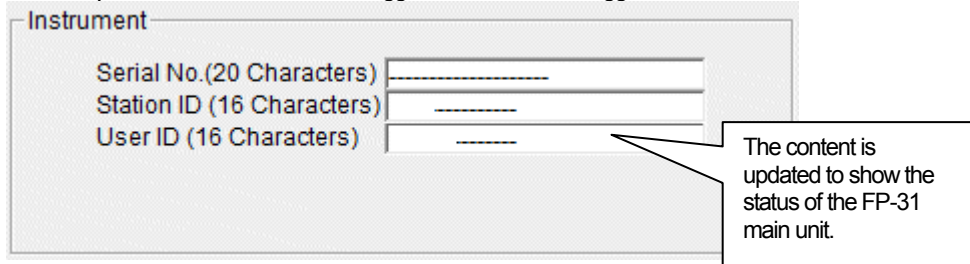 Instrument
Serial No.(20 Characters) --------------------
Station ID (16 Characters) ----------
User ID (16 Characters) --------
The content is
updated to show the
status of the FP-31
main unit.